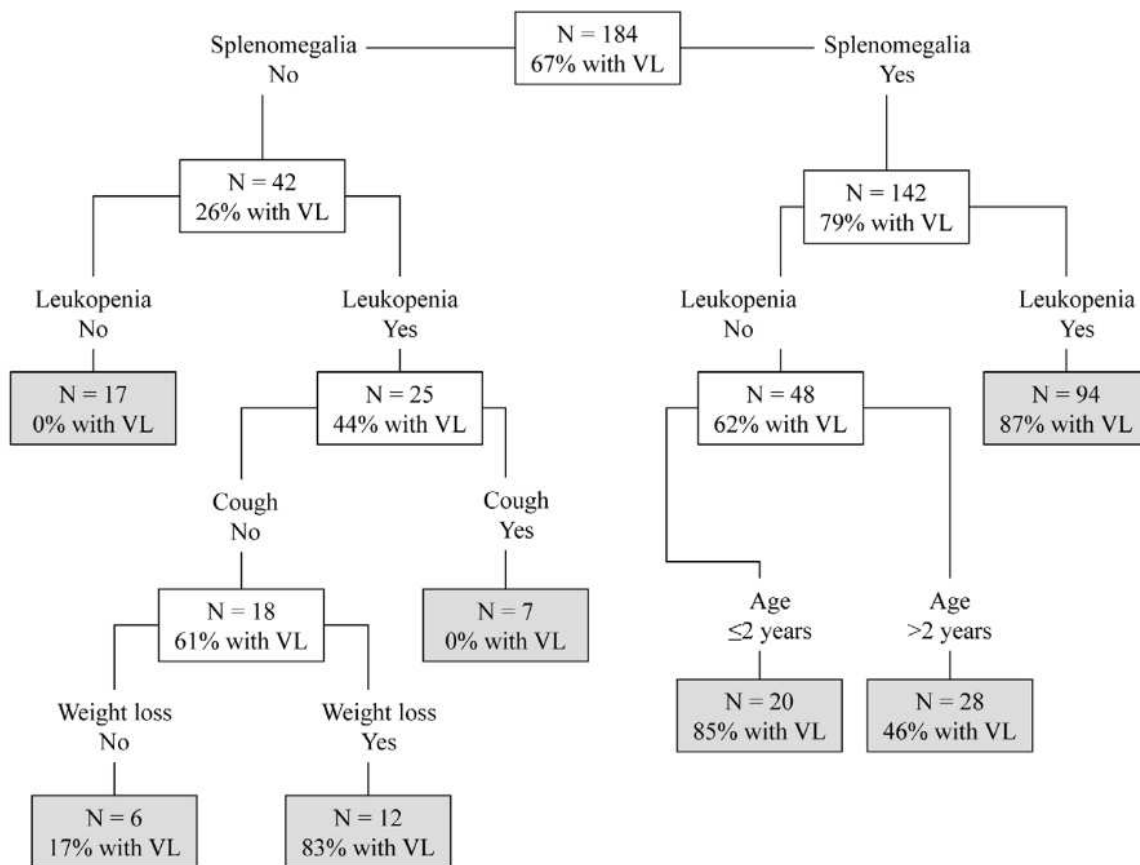 N = 184
67% with VL
Splenomegalia
No
Splenomegalia
Yes
N = 42
26% with VL
N = 142
79% with VL
Leukopenia
No
Leukopenia
Yes
Leukopenia
No
Leukopenia
Yes
N = 17
0% with VL
N = 25
44% with VL
N = 48
62% with VL
N = 94
87% with VL
Cough
No
Cough
Yes
N = 18
61% with VL
N = 7
0% with VL
Age
≤2 years
Age
>2 years
Weight loss
No
Weight loss
Yes
N = 20
85% with VL
N = 28
46% with VL
N = 6
17% with VL
N = 12
83% with VL